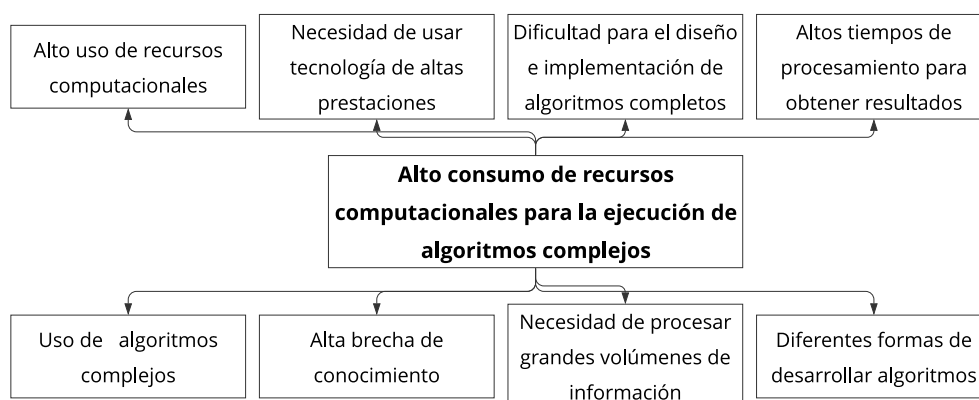 Alto uso de recursos
computacionales
Necesidad de usar
tecnología de altas
prestaciones
Dificultad para el diseño
e implementación de
algoritmos completos
Altos tiempos de
procesamiento para
obtener resultados
Alto consumo de recursos
computacionales para la ejecución de
algoritmos complejos
Uso de algoritmos
complejos
Alta brecha de
conocimiento
Necesidad de procesar
grandes volúmenes de
información
Diferentes formas de
desarrollar algoritmos